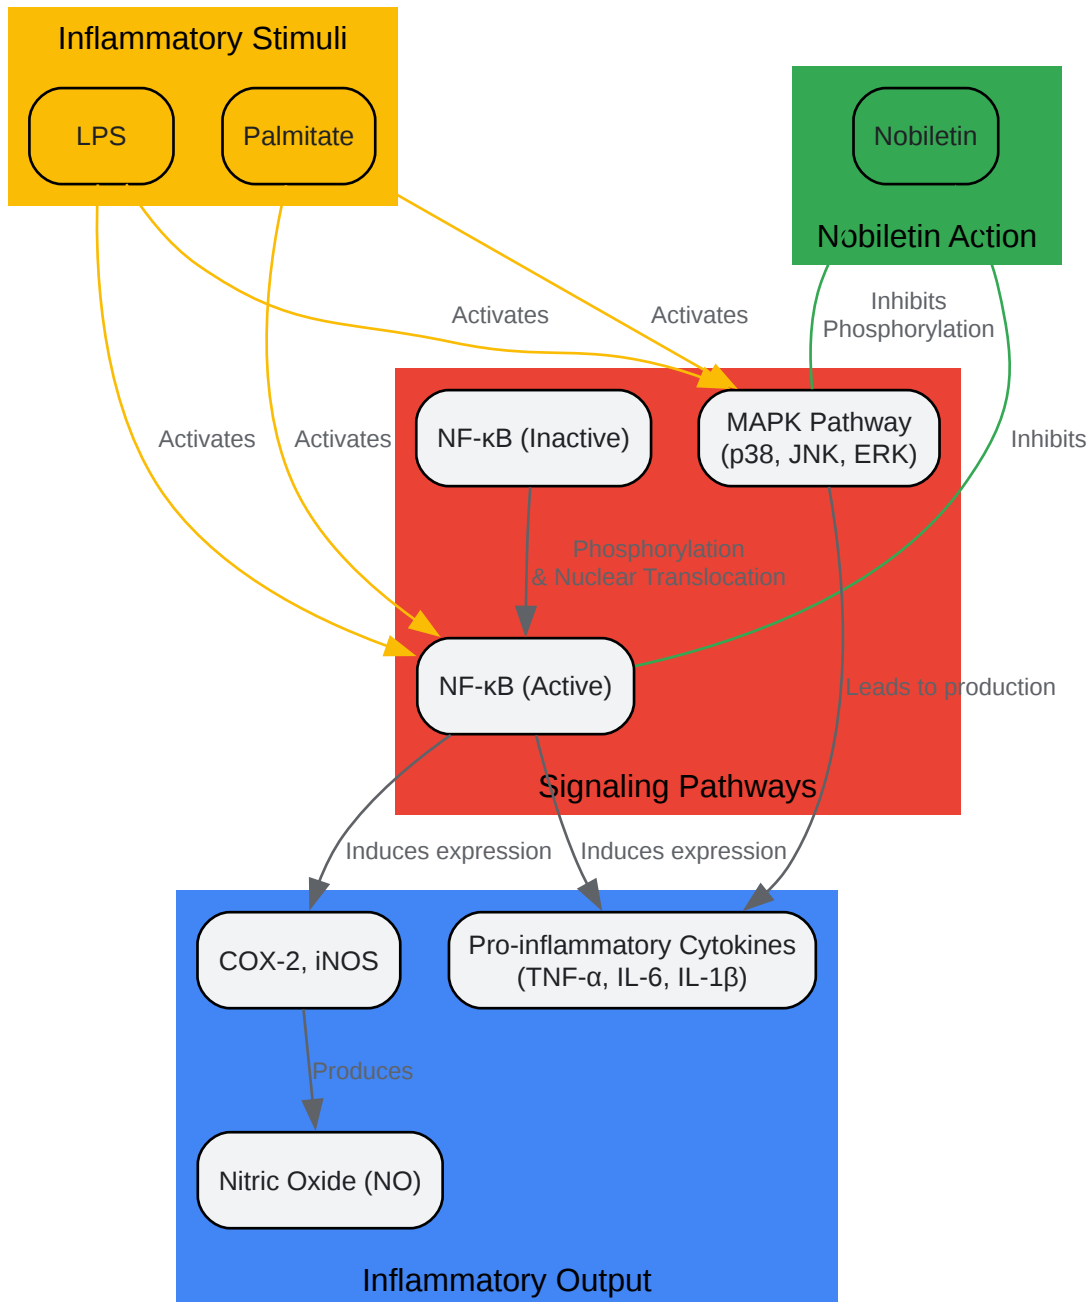 Inflammatory Stimuli
LPS
Palmitate
Nobiletin
Nobiletin Action
Activates
Activates
Inhibits
Phosphorylation
Activates
Activates
NF-κB (Inactive)
MAPK Pathway
(p38, JNK, ERK)
Inhibits
Phosphorylation
& Nuclear Translocation
NF-κB (Active)
Leads to production
Signaling Pathways
Induces expression
Induces expression
COX-2, iNOS
Pro-inflammatory Cytokines
(TNF-α, IL-6, IL-1β)
Produces
Nitric Oxide (NO)
Inflammatory Output